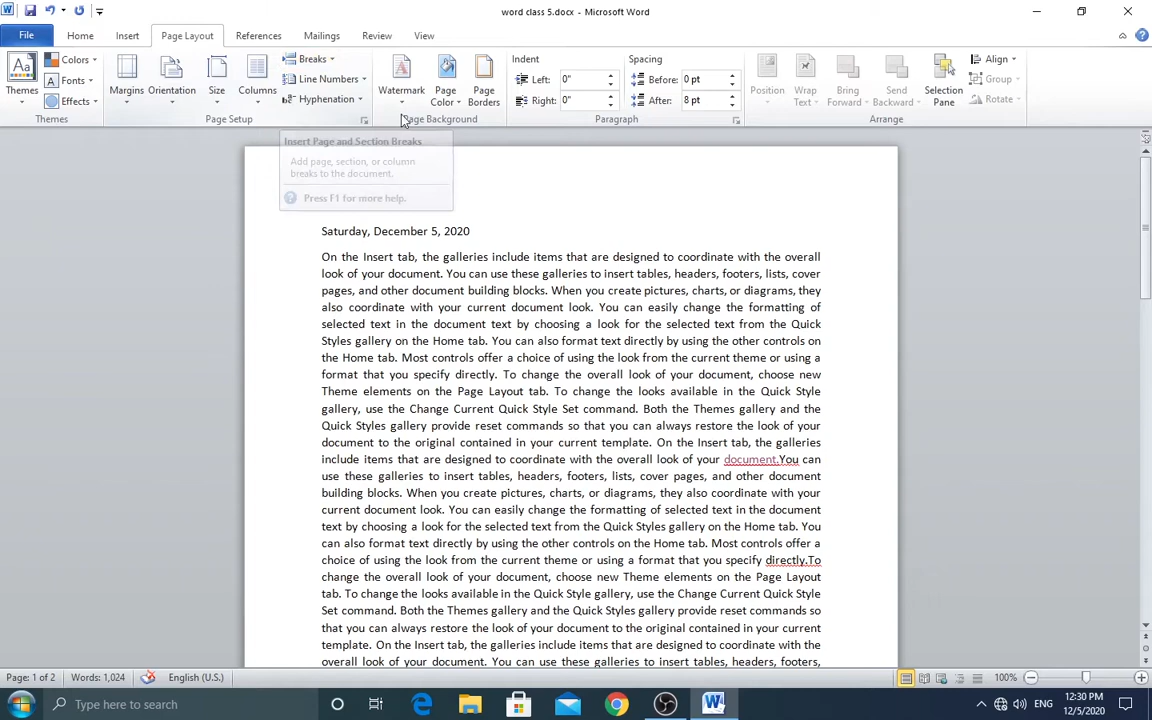 word class 5.docx - Microsoft Word
File Home Insert Page Layout References Mailings Review View
Themes Colors Fonts Effects Margins Orientation Size Columns Breaks Line Numbers Hyphenation Watermark Page Color Page Borders Indent Left: 0" Right: 0" Spacing Before: 0 pt After: 8 pt Position Wrap Text Bring Forward Send Backward Selection Pane Align Group Rotate
Themes Page Setup Page Background Paragraph Arrange
Insert Page and Section Breaks
Add page, section, or column
breaks to the document.
Press F1 for more help.
Saturday, December 5, 2020
On the Insert tab, the galleries include items that are designed to coordinate with the overall
look of your document. You can use these galleries to insert tables, headers, footers, lists, cover
pages, and other document building blocks. When you create pictures, charts, or diagrams, they
also coordinate with your current document look. You can easily change the formatting of
selected text in the document text by choosing a look for the selected text from the Quick
Styles gallery on the Home tab. You can also format text directly by using the other controls on
the Home tab. Most controls offer a choice of using the look from the current theme or using a
format that you specify directly. To change the overall look of your document, choose new
Theme elements on the Page Layout tab. To change the looks available in the Quick Style
gallery, use the Change Current Quick Style Set command. Both the Themes gallery and the
Quick Styles gallery provide reset commands so that you can always restore the look of your
document to the original contained in your current template. On the Insert tab, the galleries
include items that are designed to coordinate with the overall look of your document.You can
use these galleries to insert tables, headers, footers, lists, cover pages, and other document
building blocks. When you create pictures, charts, or diagrams, they also coordinate with your
current document look. You can easily change the formatting of selected text in the document
text by choosing a look for the selected text from the Quick Styles gallery on the Home tab. You
can also format text directly by using the other controls on the Home tab. Most controls offer a
choice of using the look from the current theme or using a format that you specify directly.To
change the overall look of your document, choose new Theme elements on the Page Layout
tab. To change the looks available in the Quick Style gallery, use the Change Current Quick Style
Set command. Both the Themes gallery and the Quick Styles gallery provide reset commands so
that you can always restore the look of your document to the original contained in your current
template. On the Insert tab, the galleries include items that are designed to coordinate with the
overall look of your document. You can use these galleries to insert tables, headers, footers,
Page: 1 of 2 Words: 1,024 English (U.S.) 100%
Type here to search ENG 12:30 PM
12/5/2020